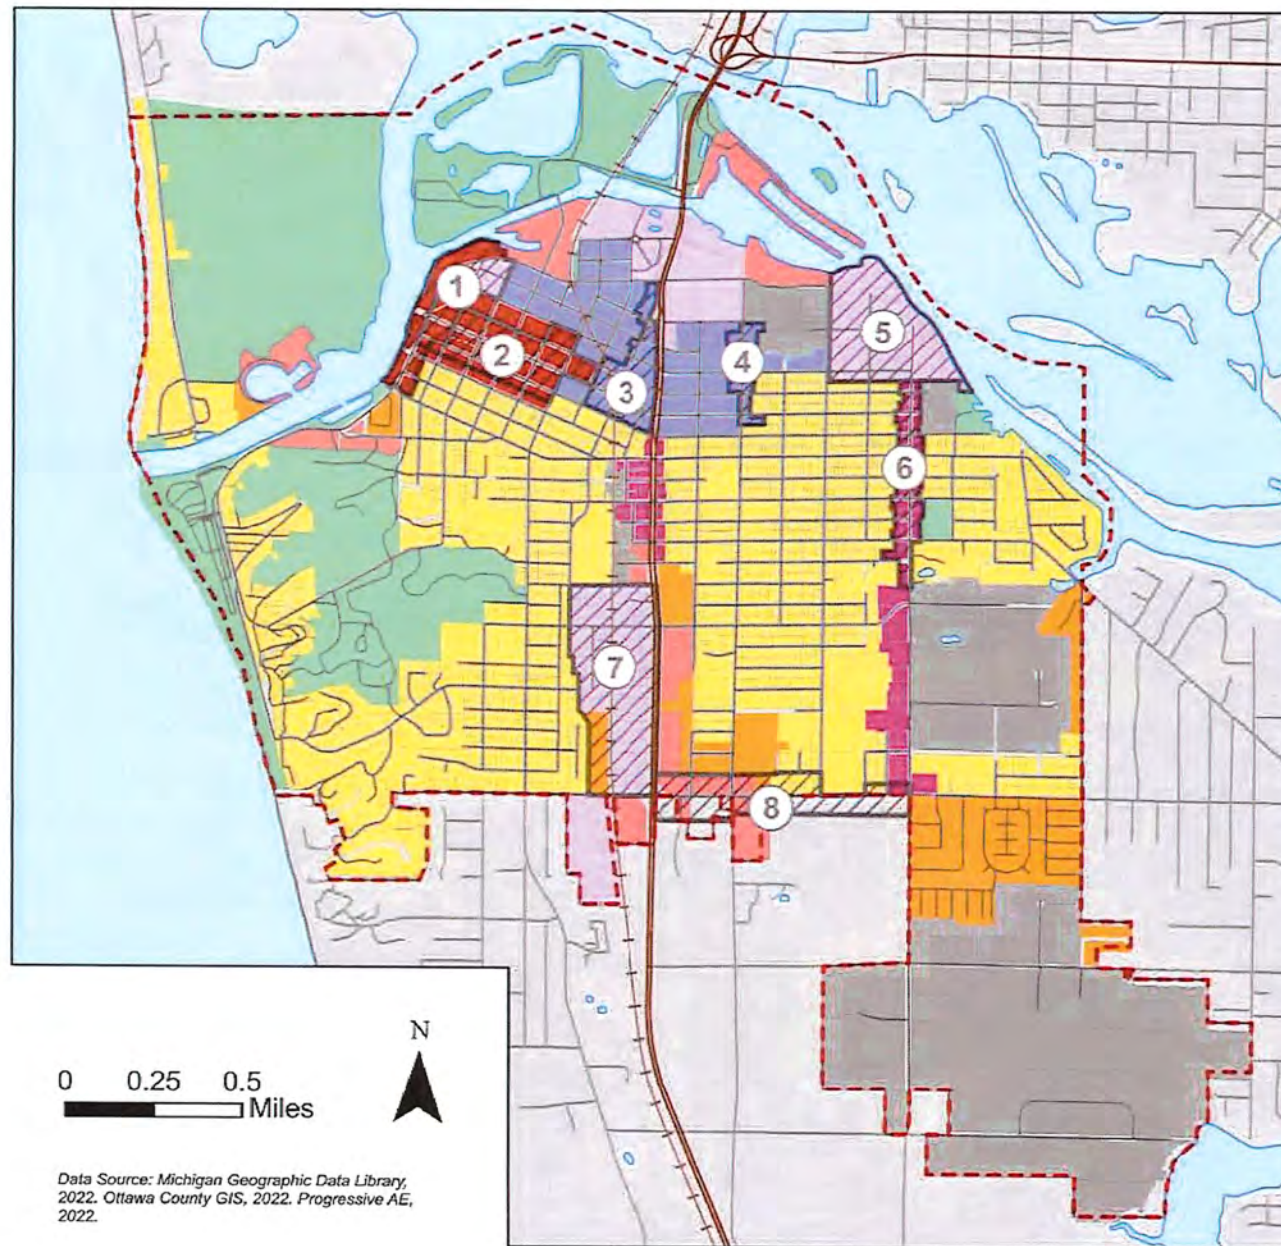 1
2
3
4
5
6
7
8
N
0 0.25 0.5
Miles
Data Source: Michigan Geographic Data Library,
2022. Ottawa County GIS, 2022. Progressive AE,
2022.